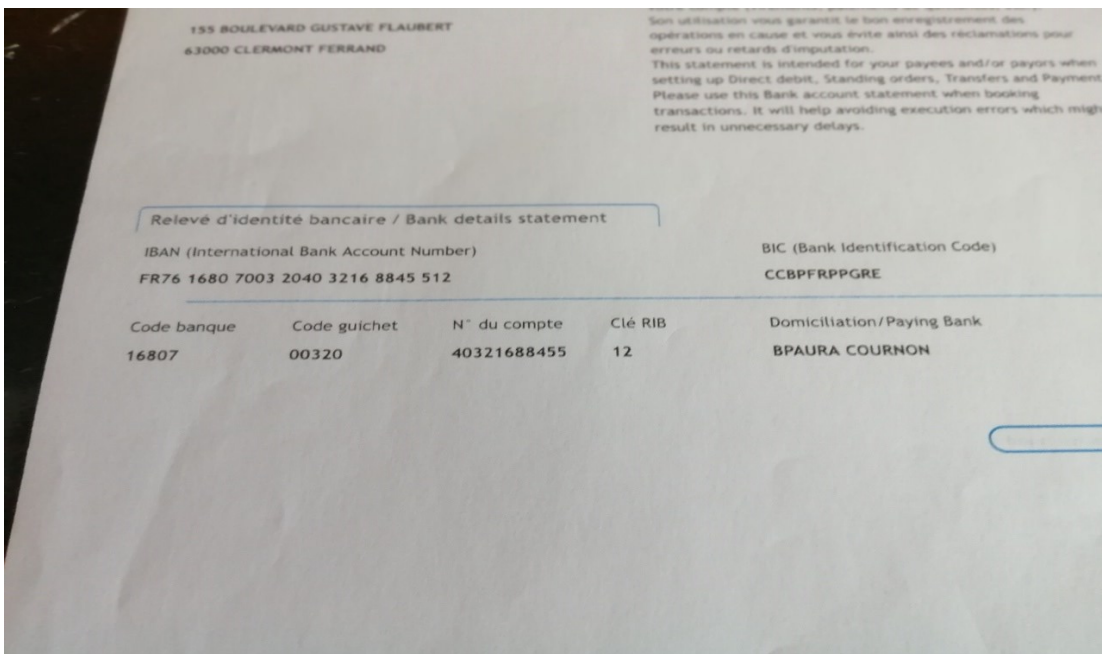 155 BOULEVARD GUSTAVE FLAUBERT
63000 CLERMONT FERRAND
Son utilisation vous garantit le bon enregistrement des
opérations en cause et vous évite ainsi des réclamations pour
erreurs ou retards d'imputation.
This statement is intended for your payees and/or payors when
setting up Direct debit, Standing orders, Transfers and Payment
Please use this Bank account statement when booking
transactions. It will help avoiding execution errors which migh
result in unnecessary delays.
Relevé d'identité bancaire / Bank details statement
IBAN (International Bank Account Number)
BIC (Bank Identification Code)
FR76 1680 7003 2040 3216 8845 512
CCBPFRPPGRE
Code banque Code guichet N° du compte Clé RIB Domiciliation/Paying Bank
16807 00320 40321688455 12 BPAURA COURNON